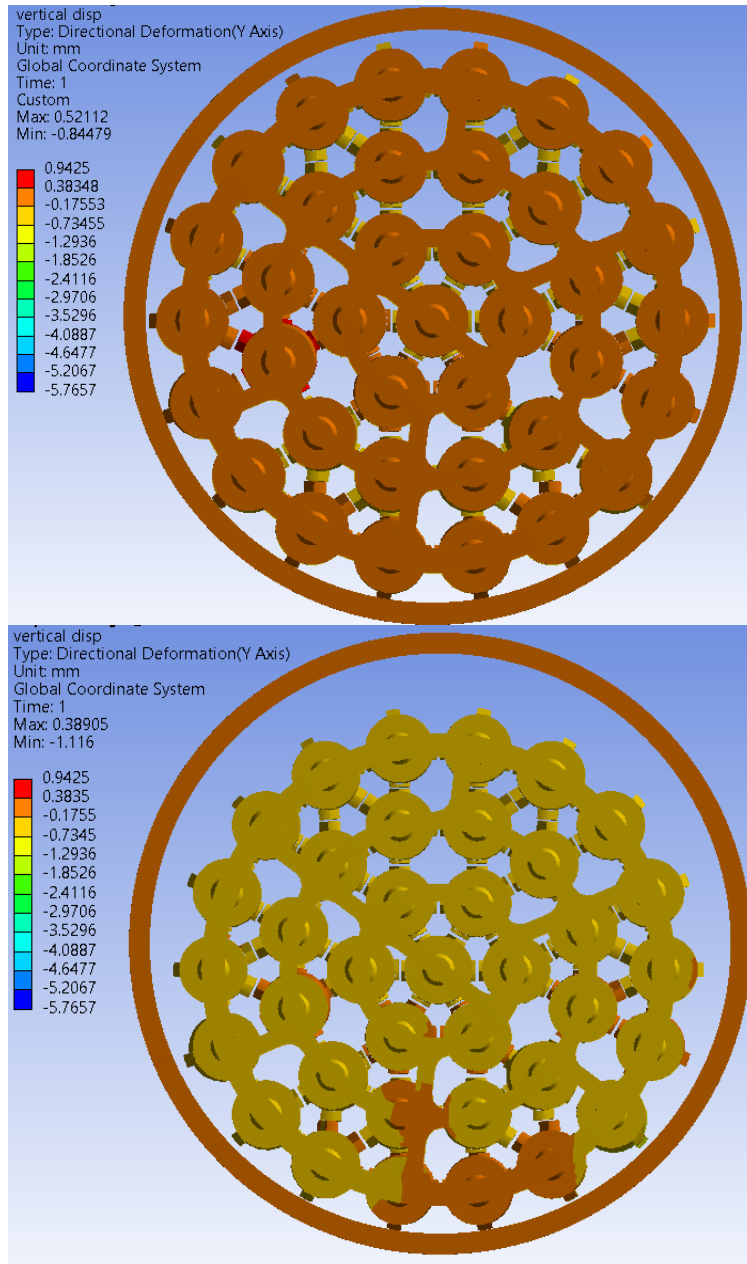 vertical disp
Type: Directional Deformation(Y Axis)
Unit: mm
Global Coordinate System
Time: 1
Custom
Max: 0.52112
Min: -0.84479
0.9425
0.38348
-0.17553
-0.73455
-1.2936
-1.8526
-2.4116
-2.9706
-3.5296
-4.0887
-4.6477
-5.2067
-5.7657
vertical disp
Type: Directional Deformation(Y Axis)
Unit: mm
Global Coordinate System
Time: 1
Max: 0.38905
Min: -1.116
0.9425
0.3835
-0.1755
-0.7345
-1.2936
-1.8526
-2.4116
-2.9706
-3.5296
-4.0887
-4.6477
-5.2067
-5.7657